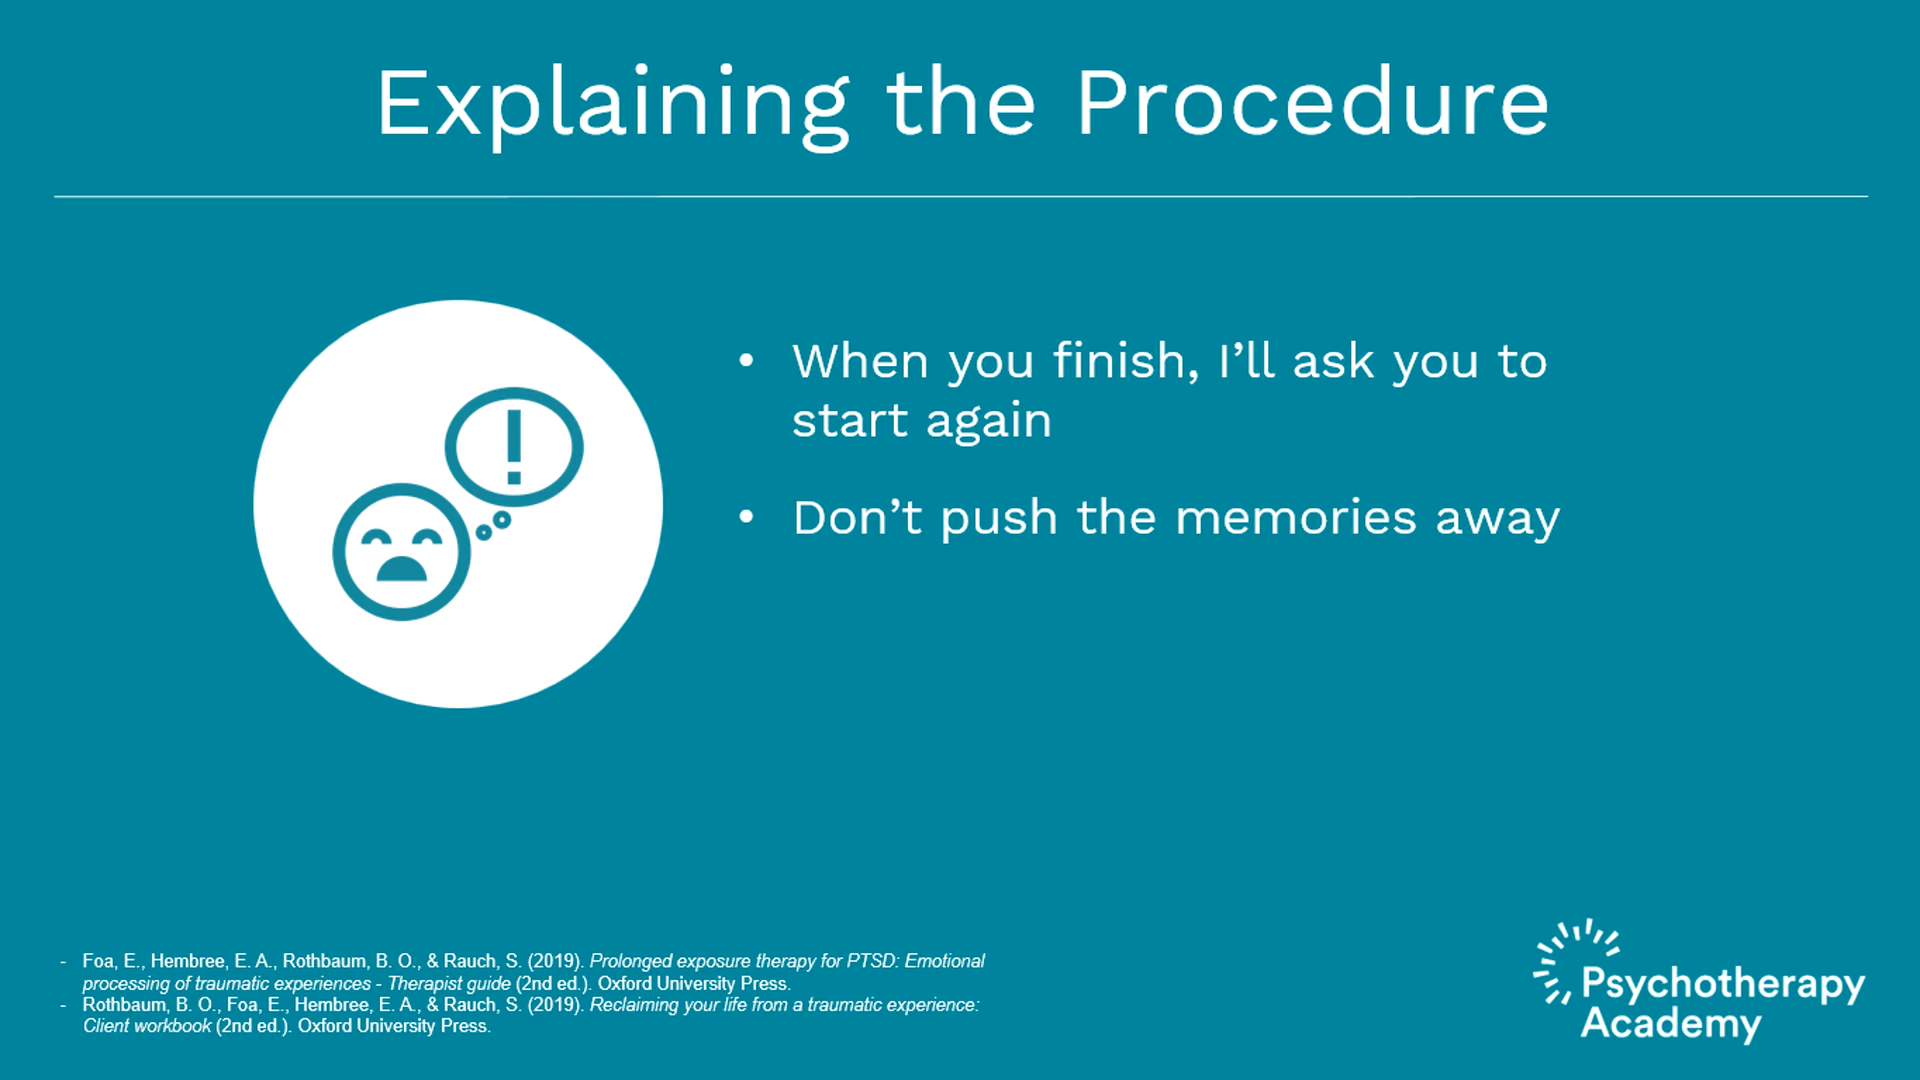 Explaining the Procedure
• When you finish, I’ll ask you to
start again
• Don’t push the memories away
!
- Foa, E., Hembree, E. A., Rothbaum, B. O., & Rauch, S. (2019). Prolonged exposure therapy for PTSD: Emotional
processing of traumatic experiences - Therapist guide (2nd ed.). Oxford University Press.
- Rothbaum, B. O., Foa, E., Hembree, E. A., & Rauch, S. (2019). Reclaiming your life from a traumatic experience:
Client workbook (2nd ed.). Oxford University Press.
Psychotherapy
Academy